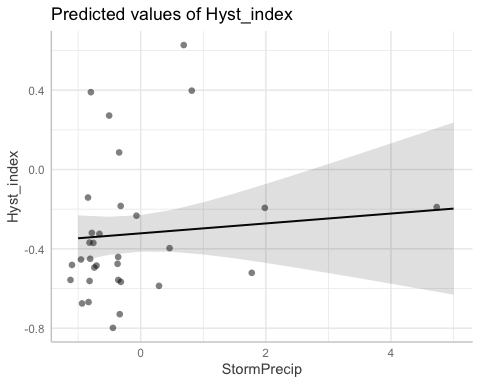 Predicted values of Hyst_index
Hyst_index
0.4
0.0
-0.4
-0.8
0
2
4
StormPrecip